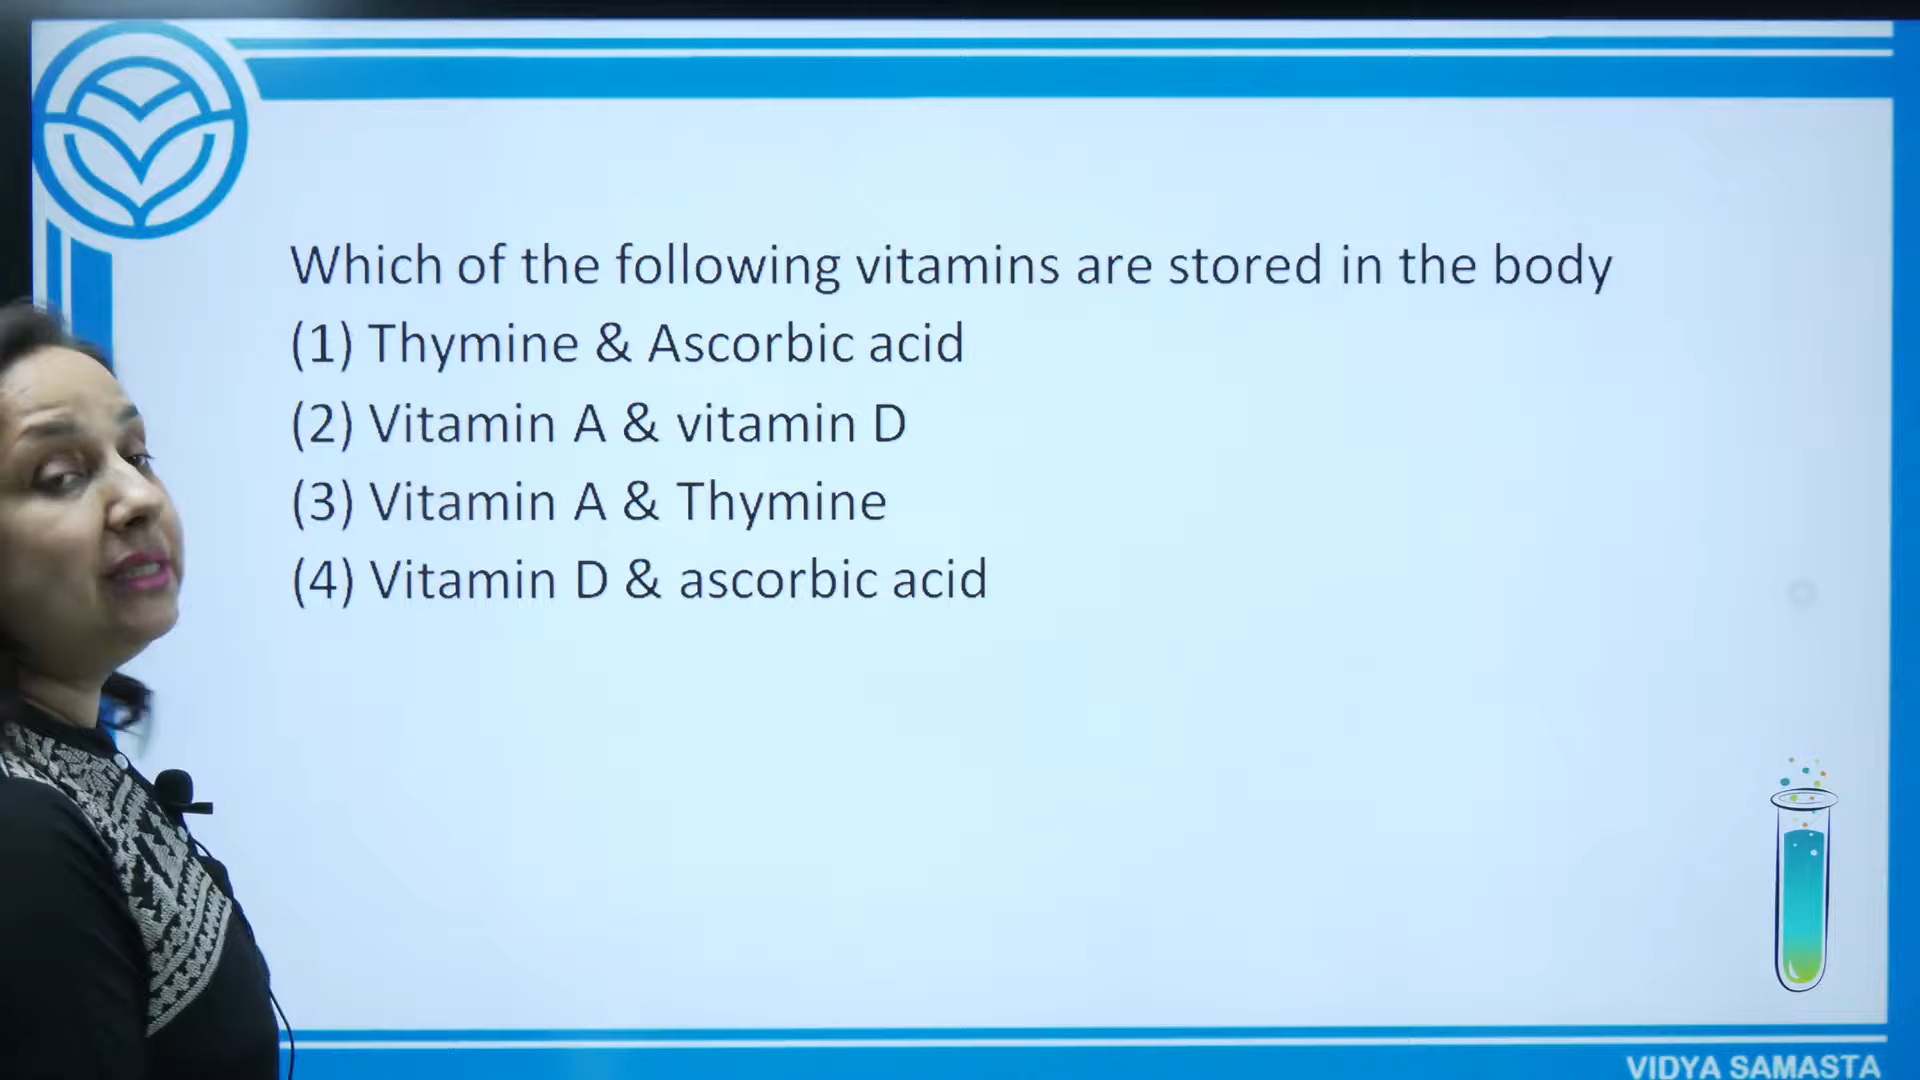 Which of the following vitamins are stored in the body
(1) Thymine & Ascorbic acid
(2) Vitamin A & vitamin D
(3) Vitamin A & Thymine
(4) Vitamin D & ascorbic acid
VIDYA SAMASTA